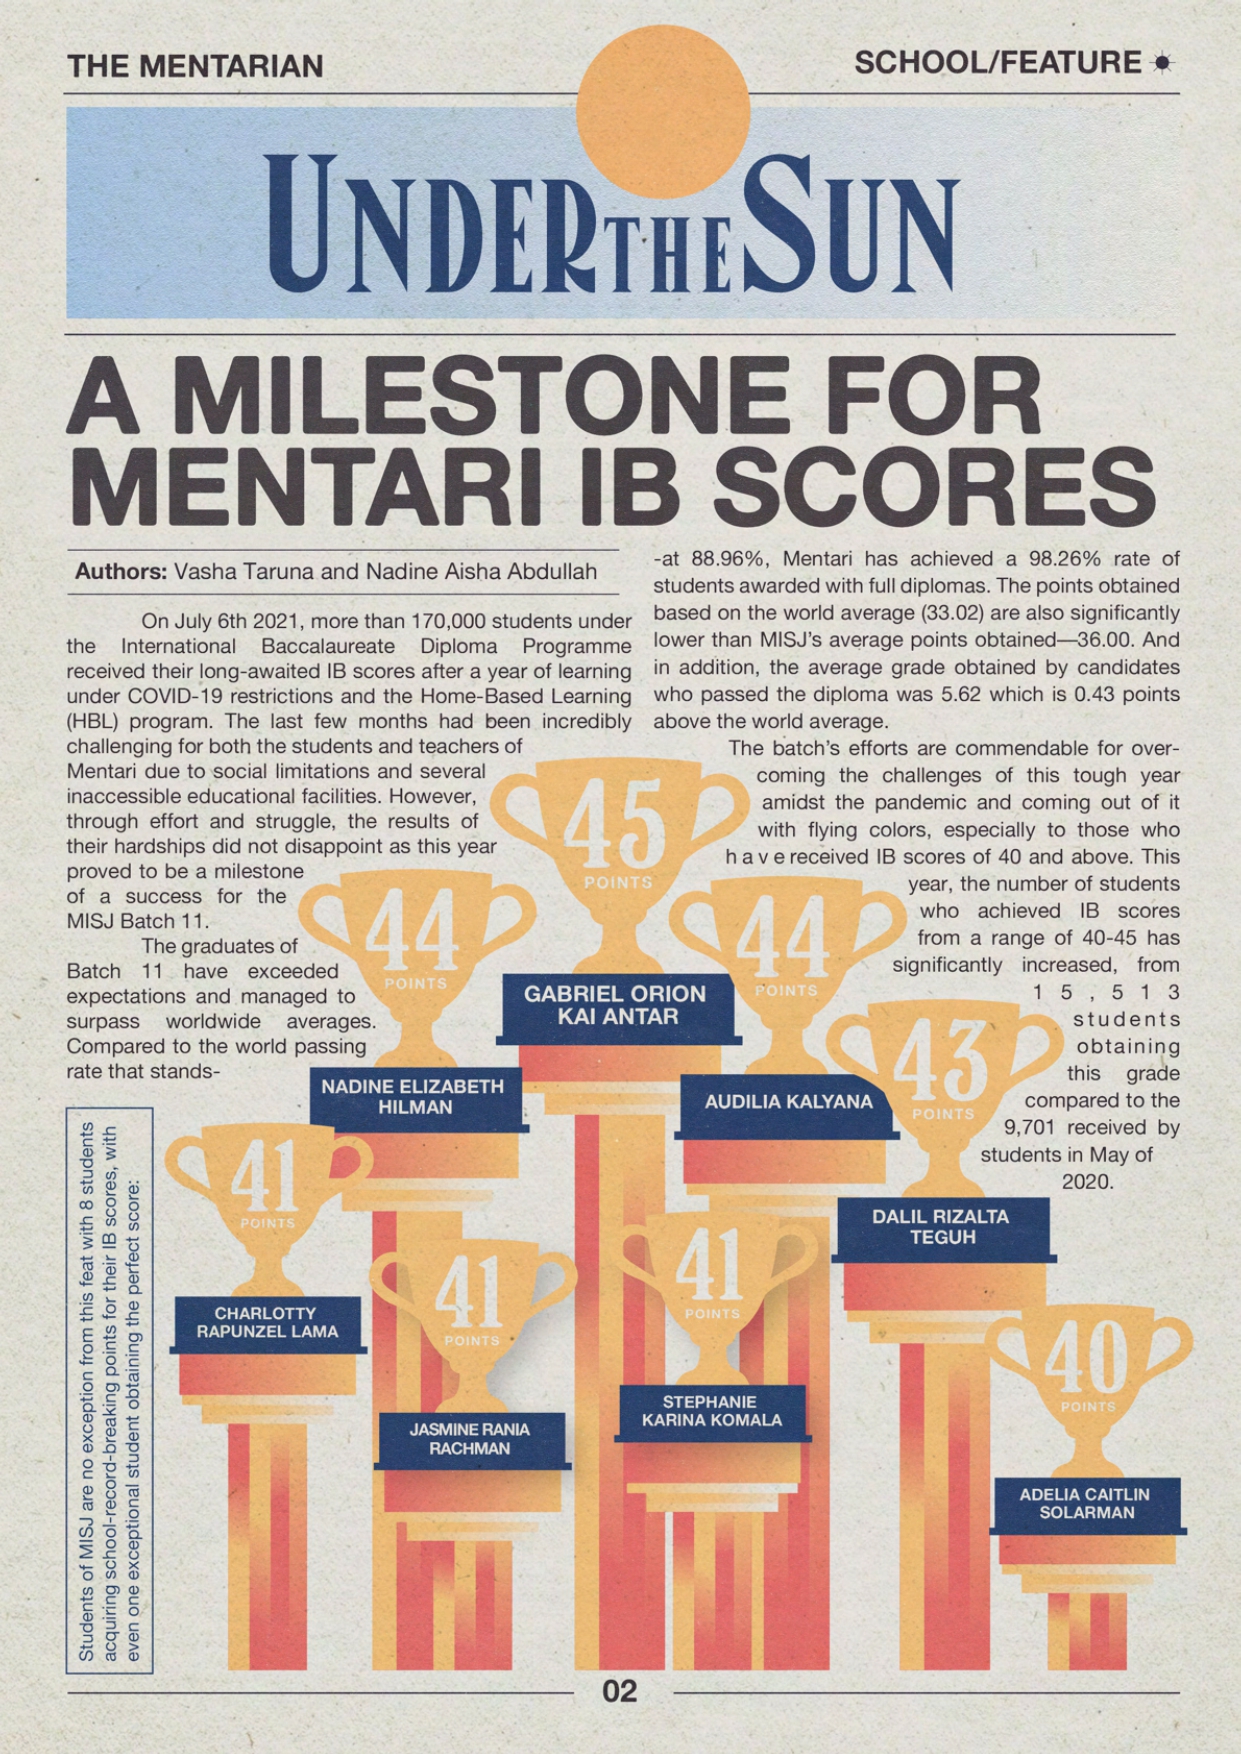 THE MENTARIAN
SCHOOL/FEATURE
UNDER THE SUN
A MILESTONE FOR
MENTARI IB SCORES
Authors: Vasha Taruna and Nadine Aisha Abdullah
On July 6th 2021, more than 170,000 students under
the International Baccalaureate Diploma Programme
received their long-awaited IB scores after a year of learning
under COVID-19 restrictions and the Home-Based Learning
(HBL) program. The last few months had been incredibly
challenging for both the students and teachers of
Mentari due to social limitations and several
inaccessible educational facilities. However,
through effort and struggle, the results of
their hardships did not disappoint as this year
proved to be a milestone
of a success for the
MISJ Batch 11.
The graduates of
Batch 11 have exceeded
expectations and managed to
surpass worldwide averages.
Compared to the world passing
rate that stands-
-at 88.96%, Mentari has achieved a 98.26% rate of
students awarded with full diplomas. The points obtained
based on the world average (33.02) are also significantly
lower than MISJ's average points obtained—36.00. And
in addition, the average grade obtained by candidates
who passed the diploma was 5.62 which is 0.43 points
above the world average.
The batch's efforts are commendable for over-
coming the challenges of this tough year
amidst the pandemic and coming out of it
with flying colors, especially to those who
have received IB scores of 40 and above. This
year, the number of students
who achieved IB scores
from a range of 40-45 has
significantly increased, from
15,513
students
obtaining
this grade
compared to the
9,701 received by
students in May of
2020.
Students of MISJ are no exception from this feat with 8 students
acquiring school-record-breaking points for their IB scores, with
even one exceptional student obtaining the perfect score:
45
POINTS
GABRIEL ORION
KAI ANTAR
44
POINTS
NADINE ELIZABETH
HILMAN
44
POINTS
AUDILIA KALYANA
43
POINTS
DALIL RIZALTA
TEGUH
41
POINTS
CHARLOTTY
RAPUNZEL LAMA
41
POINTS
JASMINE RANIA
RACHMAN
41
POINTS
STEPHANIE
KARINA KOMALA
40
POINTS
ADELIA CAITLIN
SOLARMAN
02